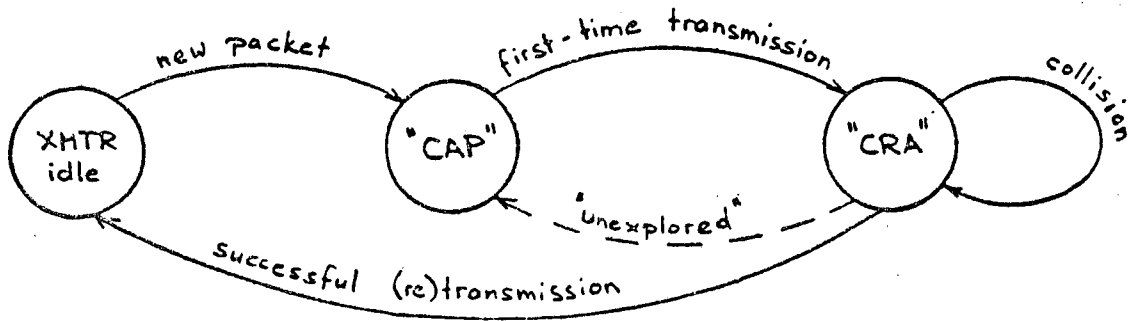 new packet
first-time transmission
collision
XMTR
idle
"CAP"
"CRA"
"unexplored"
successful (re)transmission